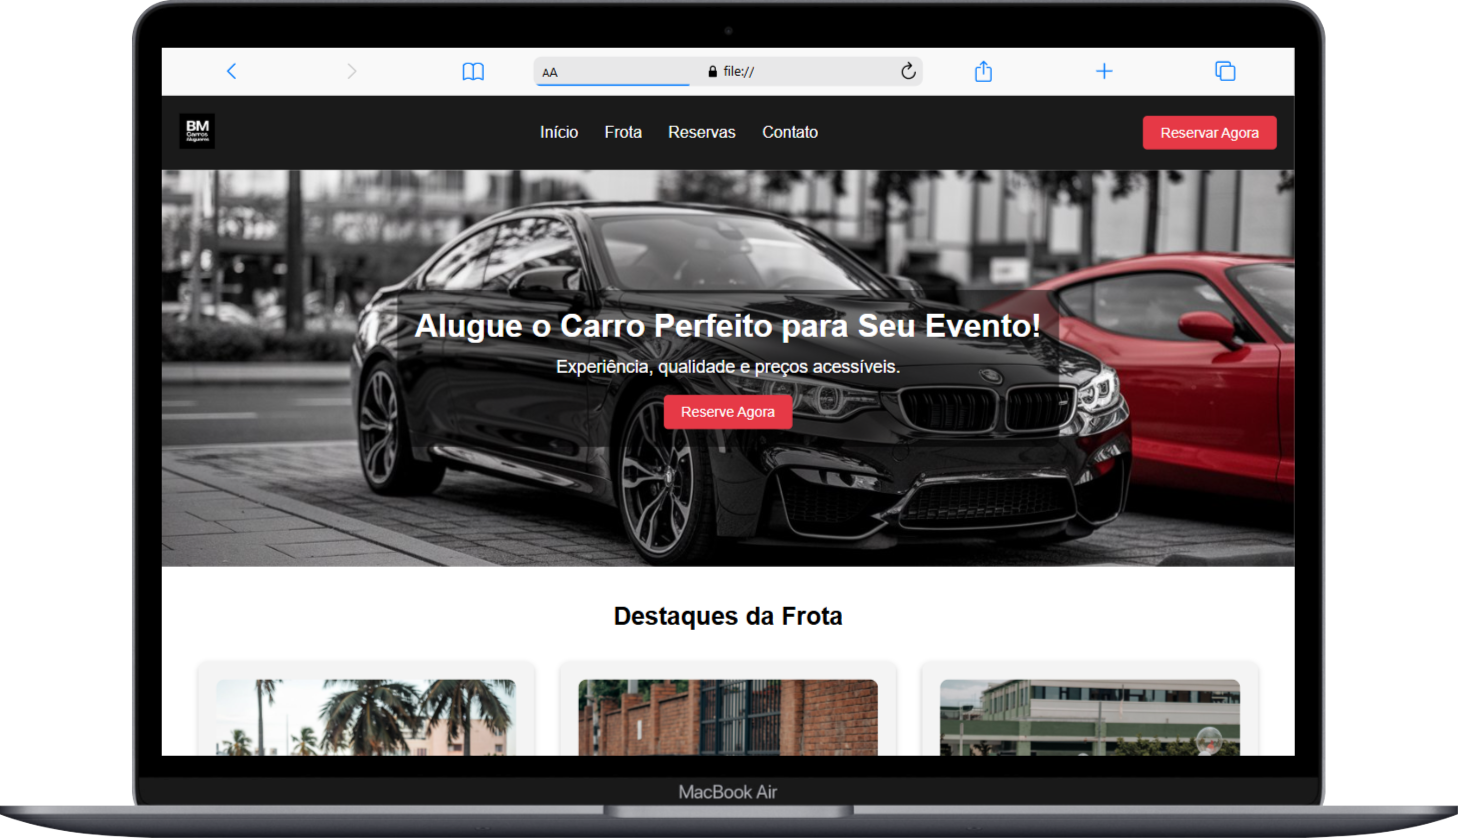 AA
file://
BM
Carros
Alugueres
Início Frota Reservas Contato
Reservar Agora
Alugue o Carro Perfeito para Seu Evento!
Experiência, qualidade e preços acessíveis.
Reserve Agora
Destaques da Frota
MacBook Air